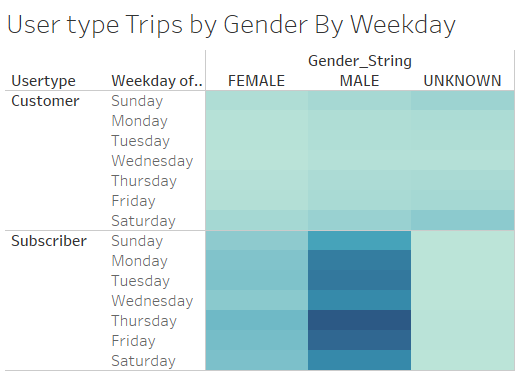 User type Trips by Gender By Weekday
Gender_String
Usertype Weekday of.. FEMALE MALE UNKNOWN
Customer Sunday
Monday
Tuesday
Wednesday
Thursday
Friday
Saturday
Subscriber Sunday
Monday
Tuesday
Wednesday
Thursday
Friday
Saturday